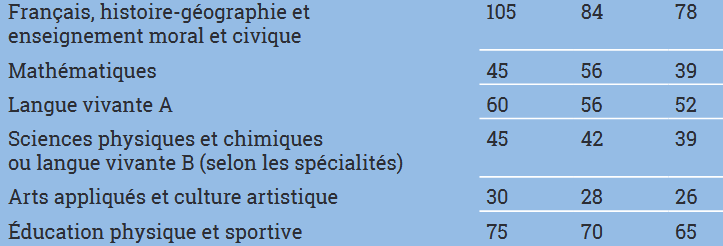 Français, histoire-géographie et 105 84 78
enseignement moral et civique
Mathématiques 45 56 39
Langue vivante A 60 56 52
Sciences physiques et chimiques 45 42 39
ou langue vivante B (selon les spécialités)
Arts appliqués et culture artistique 30 28 26
Éducation physique et sportive 75 70 65